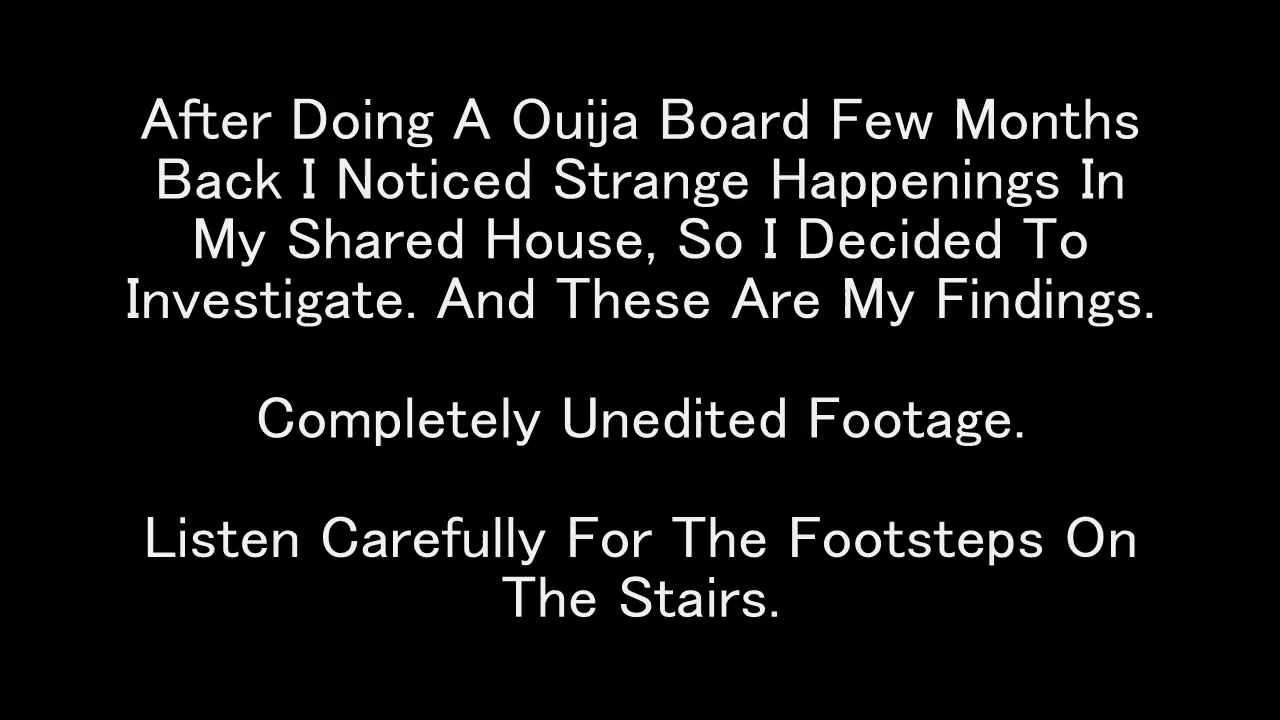 After Doing A Ouija Board Few Months
Back I Noticed Strange Happenings In
My Shared House, So I Decided To
Investigate. And These Are My Findings.
Completely Unedited Footage.
Listen Carefully For The Footsteps On
The Stairs.